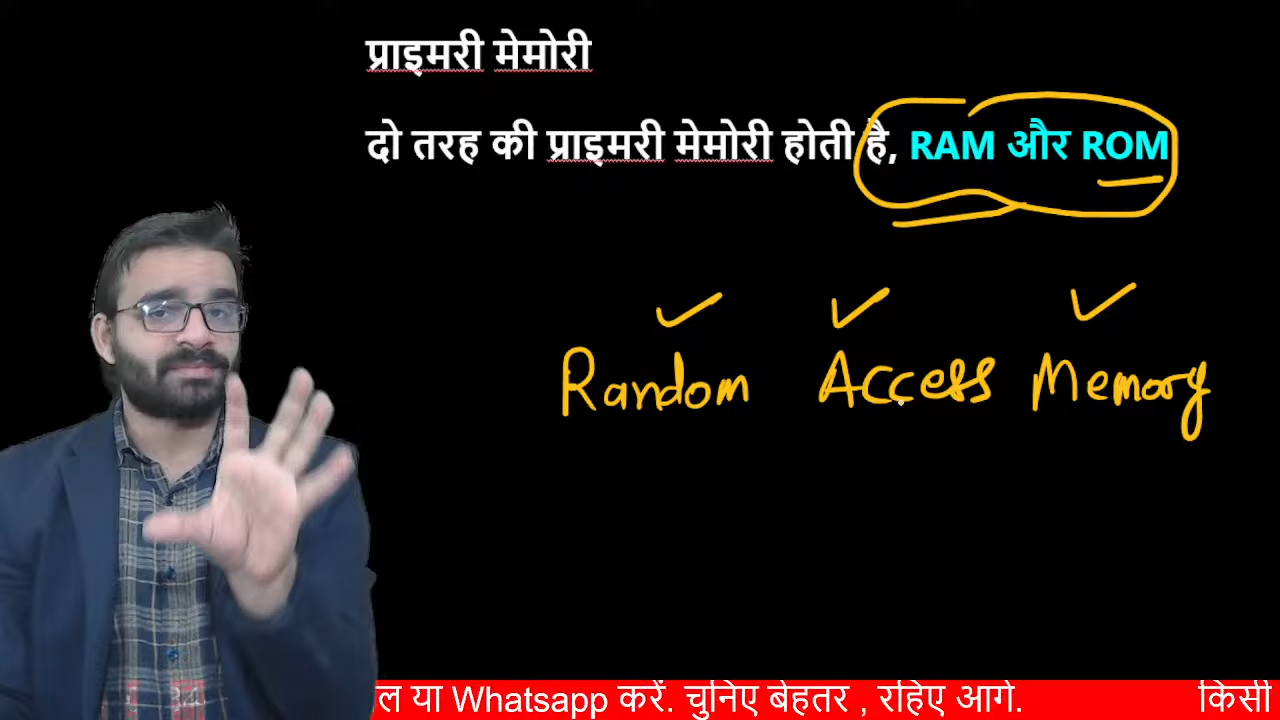 प्राइमरी मेमोरी
दो तरह की प्राइमरी मेमोरी होती है, RAM और ROM
Random Access Memory
ल या Whatsapp करें. चुनिए बेहतर , रहिए आगे. किसी